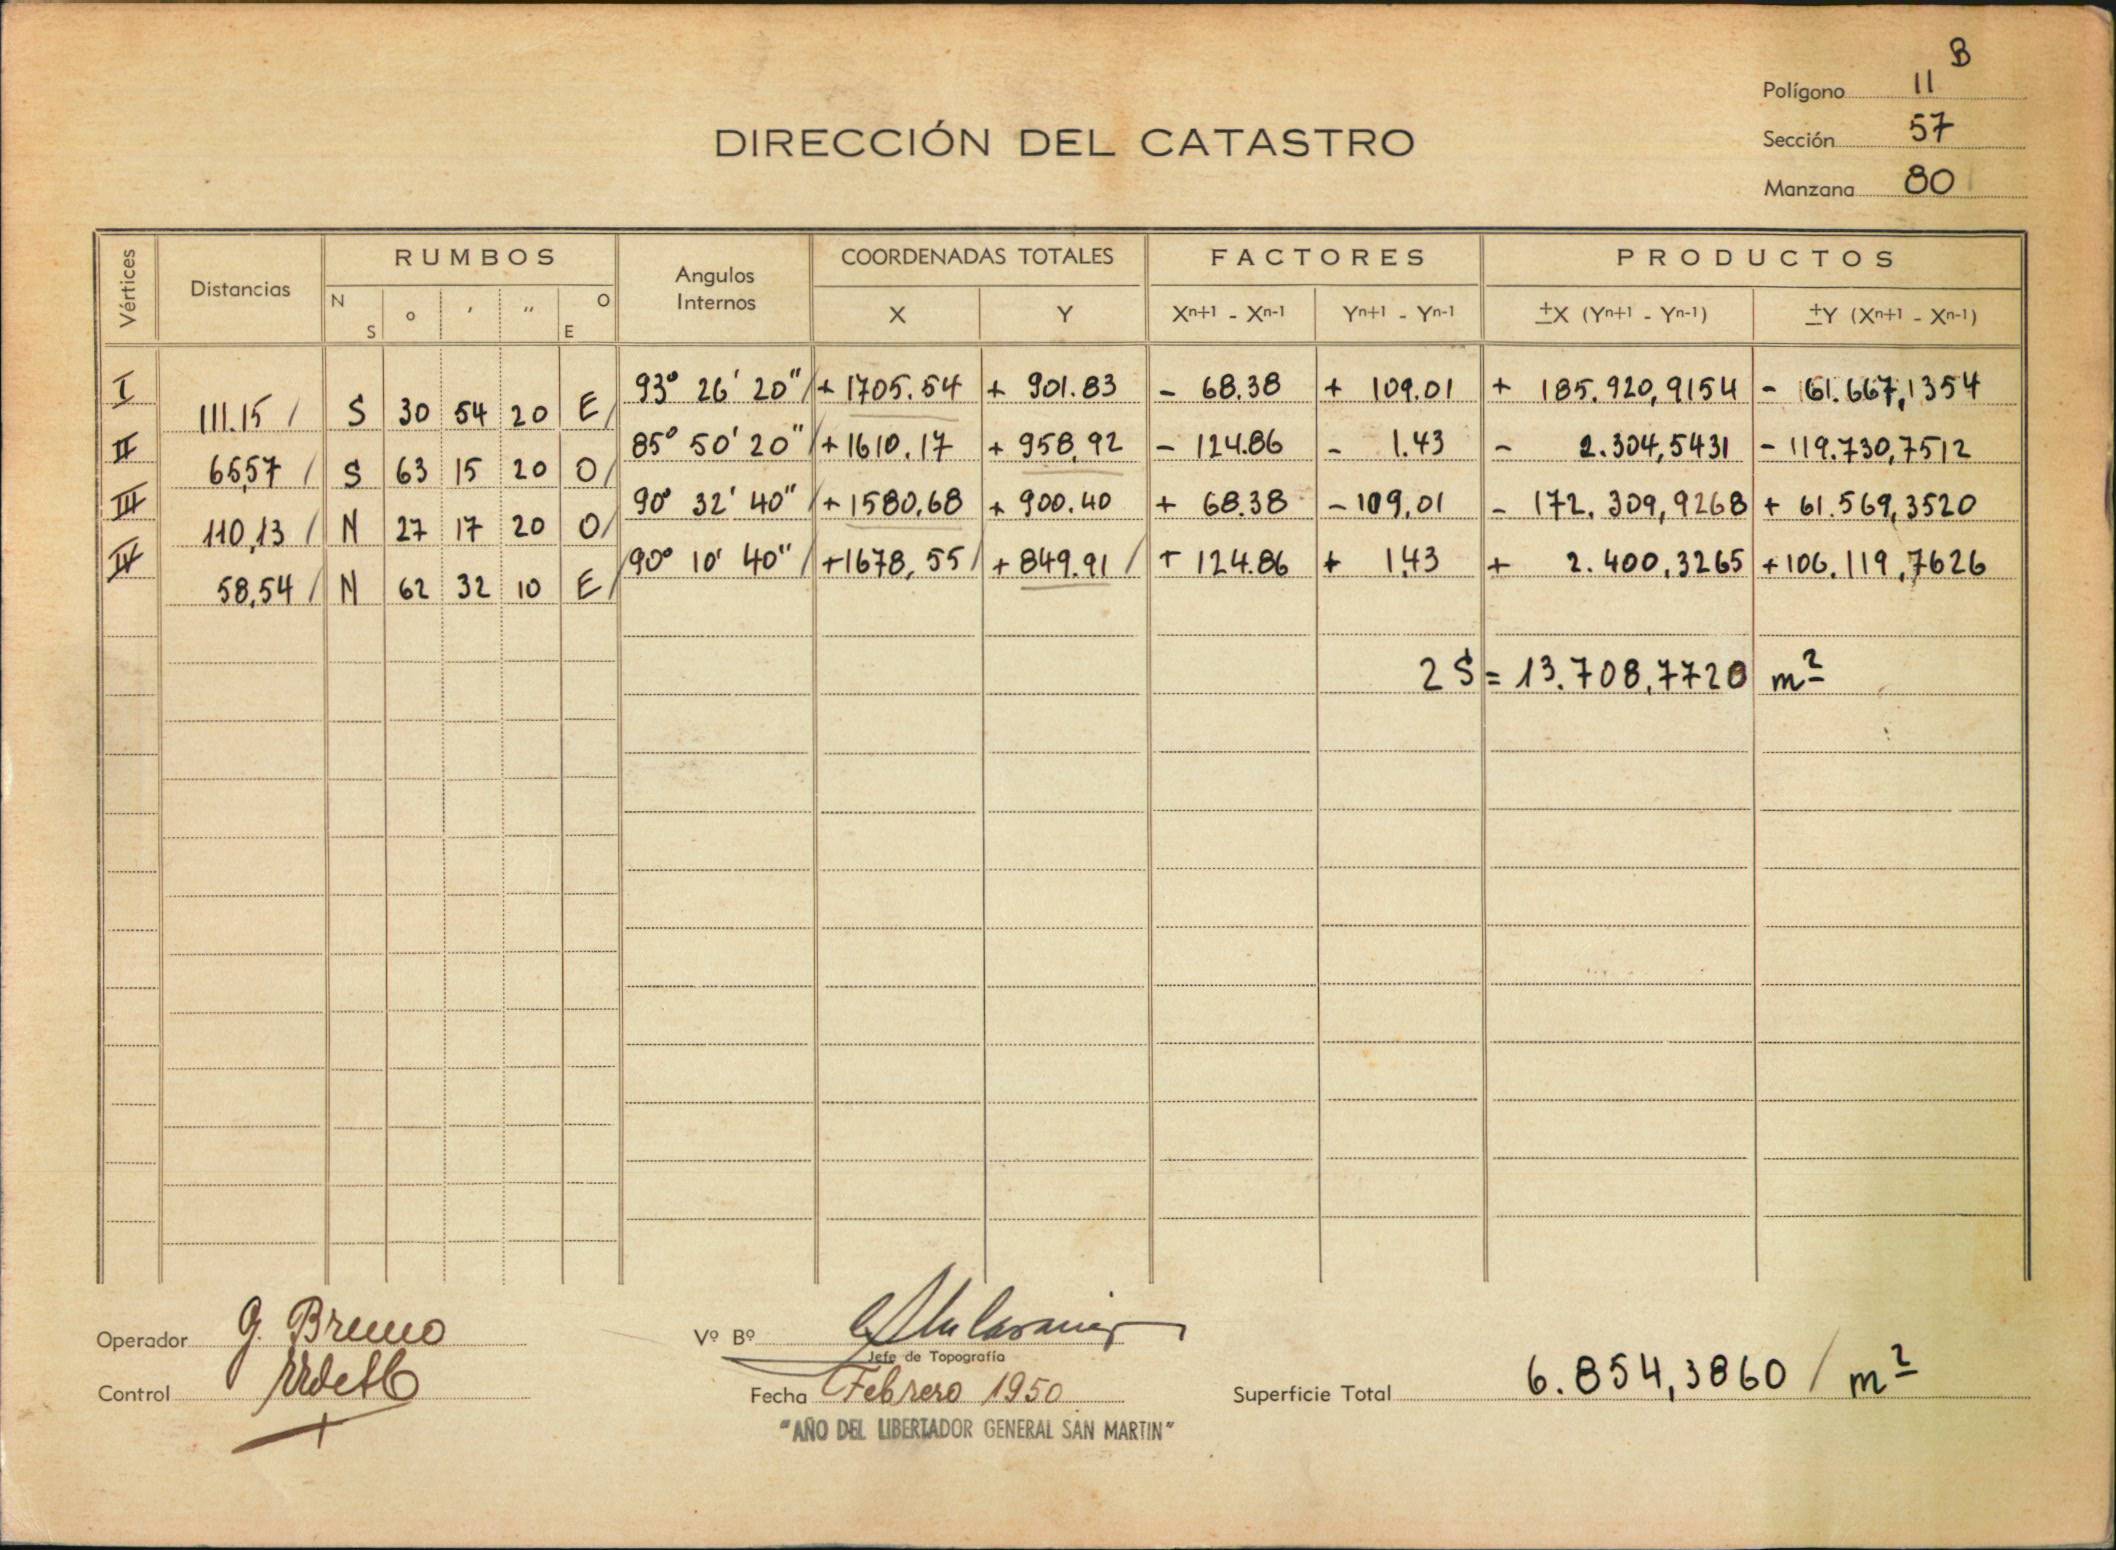 B
Polígono 11
DIRECCIÓN DEL CATASTRO
Sección 57
Manzana 80
Vértices Distancias RUMBOS Angulos Internos COORDENADAS TOTALES FACTORES PRODUCTOS
N S o ′ ″ O E X Y Xn+1 - Xn-1 Yn+1 - Yn-1 ±X (Yn+1 - Yn-1) ±Y (Xn+1 - Xn-1)
I 93° 26' 20" + 1705.54 + 901.83 - 68.38 + 109.01 + 185.920,9154 - 61.667,1354
111.15 / S 30 54 20 E /
II 85° 50' 20" + 1610.17 + 958,92 - 124.86 - 1.43 - 2.304,5431 - 119.730,7512
65,57 / S 63 15 20 O /
III 90° 32' 40" + 1580,68 + 900.40 + 68.38 - 109,01 - 172.309,9268 + 61.569,3520
110,13 / N 27 17 20 O /
IV 90° 10' 40" + 1678,55 / + 849.91 / + 124.86 + 1.43 + 2.400,3265 + 106.119,7626
58,54 / N 62 32 10 E /
2 S = 13.708,7720 m²
Operador G. Bruno
Vº Bº
Jefe de Topografía
Control
Fecha Febrero 1950
Superficie Total 6.854,3860 / m²
"AÑO DEL LIBERTADOR GENERAL SAN MARTIN"